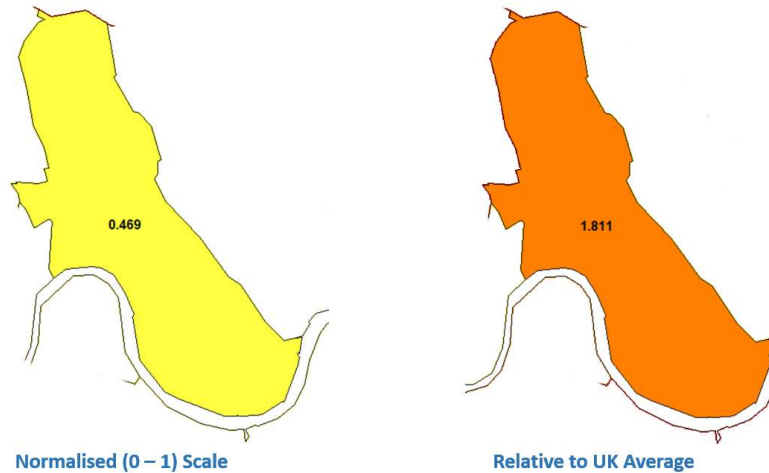 0.469
1.811
Normalised (0 – 1) Scale
Relative to UK Average